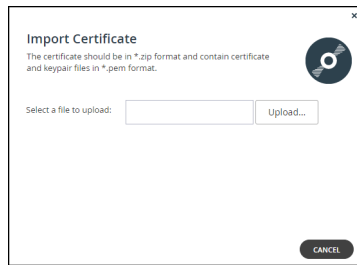 ×
Import Certificate
The certificate should be in *.zip format and contain certificate
and keypair files in *.pem format.
Select a file to upload:
Upload...
CANCEL